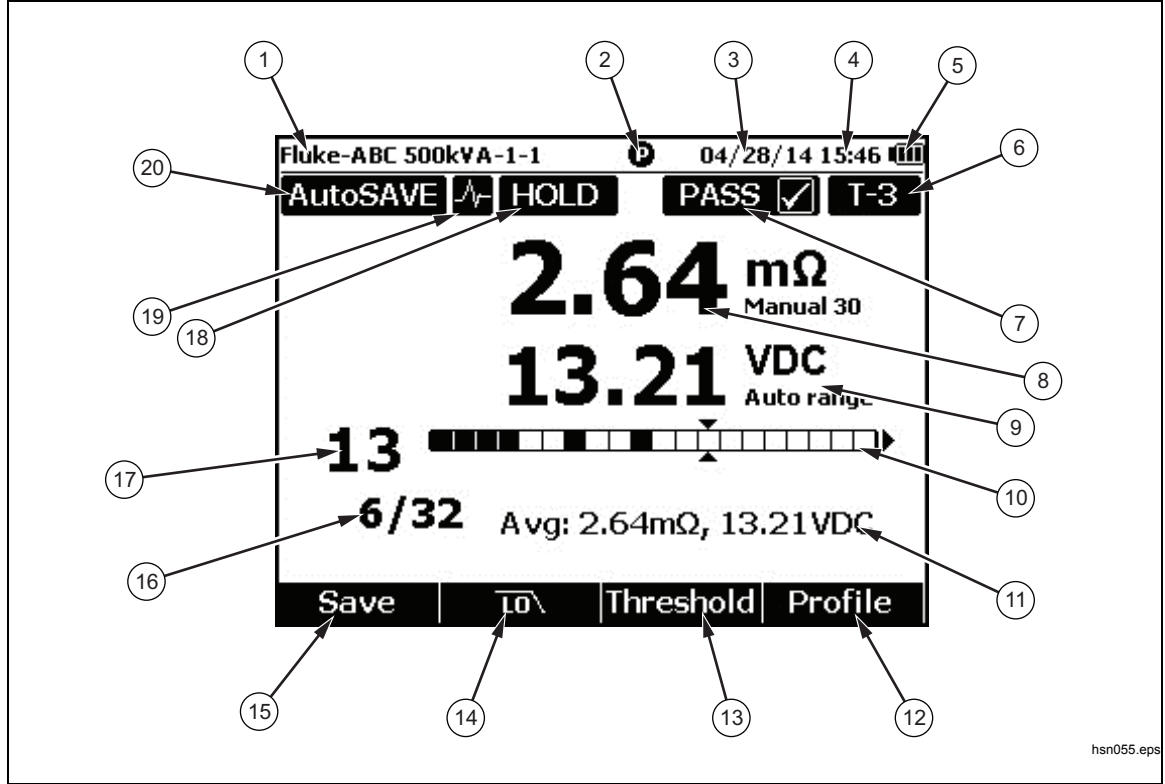 1 2 3 4 5
Fluke-ABC 500kVA-1-1 P 04/28/14 15:46
20 AutoSAVE HOLD PASS T-3 6
2.64 mΩ
Manual 30
19 18 7
13.21 VDC
Auto range
8
9
13
17 10
6/32 Avg: 2.64mΩ, 13.21VDC
16 11
Save LO Threshold Profile
15 14 13 12
hsn055.eps